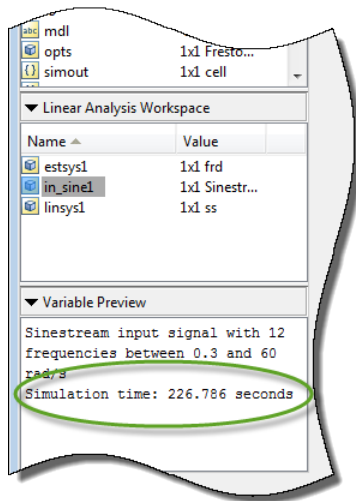 abc mdl
opts 1x1 Fresto...
{} simout 1x1 cell
Linear Analysis Workspace
Name Value
estsys1 1x1 frd
in_sine1 1x1 Sinestr...
linsys1 1x1 ss
Variable Preview
Sinestream input signal with 12
frequencies between 0.3 and 60
rad/s
Simulation time: 226.786 seconds